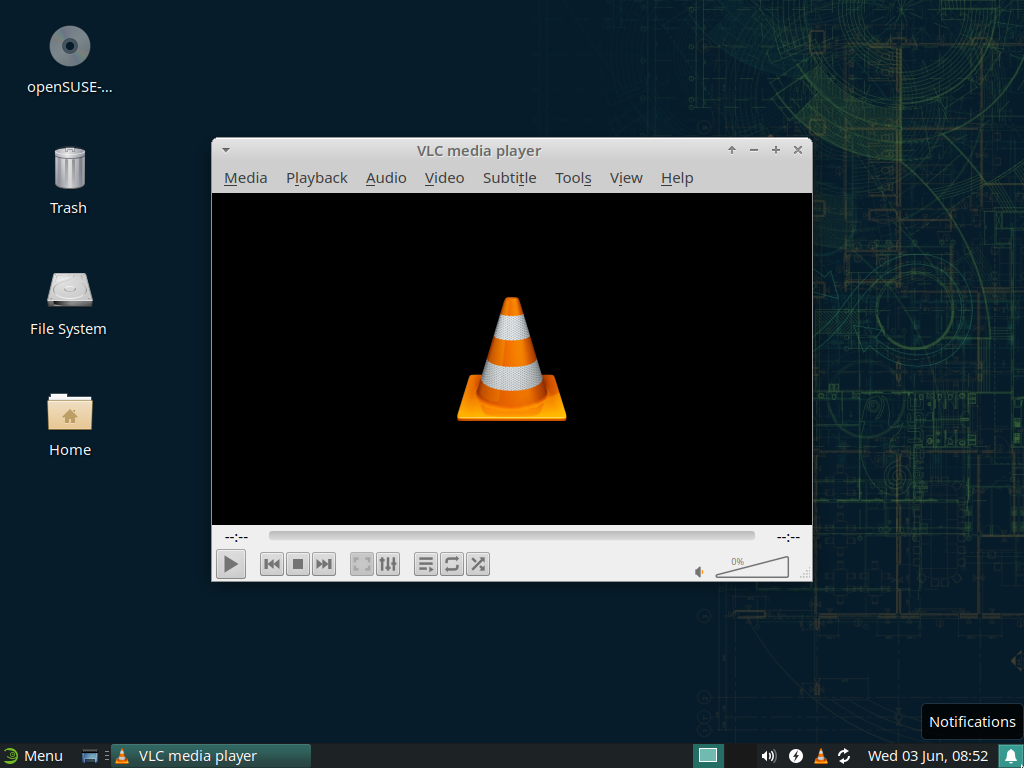 openSUSE-...
Trash
File System
Home
VLC media player
Media Playback Audio Video Subtitle Tools View Help
--:-- --:--
0%
Notifications
Menu VLC media player Wed 03 Jun, 08:52